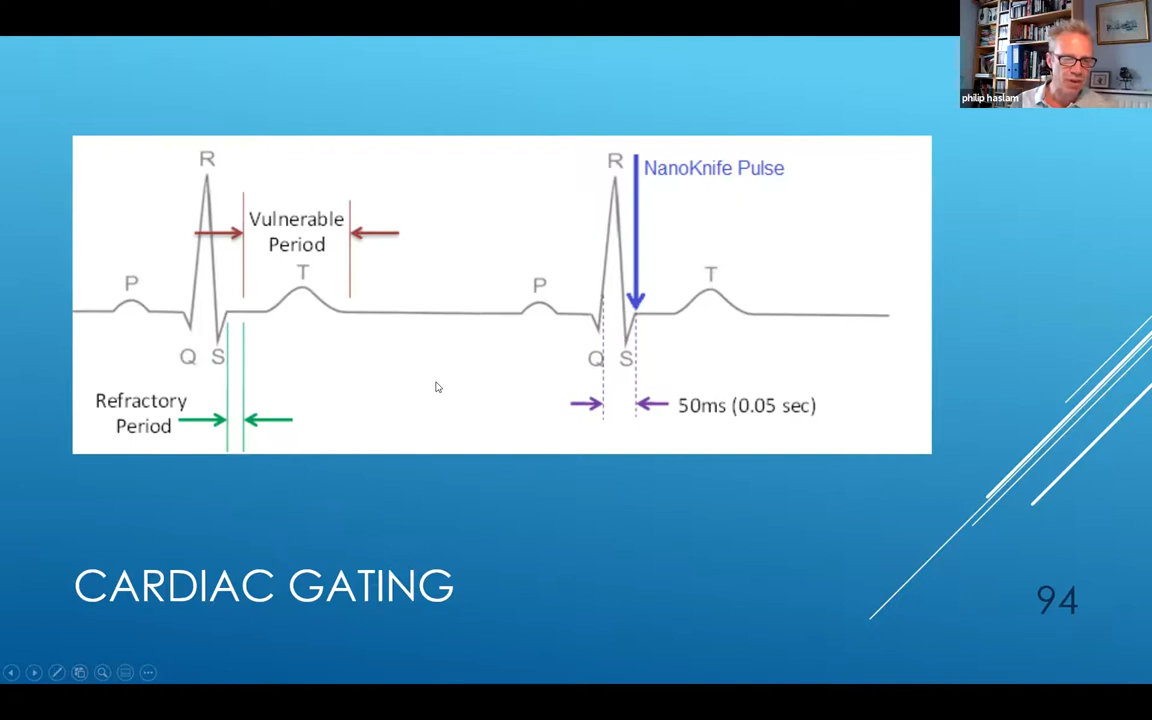 philip haslam
R
Vulnerable
Period
P
T
Q
S
Refractory
Period
R
NanoKnife Pulse
P
T
Q
S
50ms (0.05 sec)
CARDIAC GATING
94